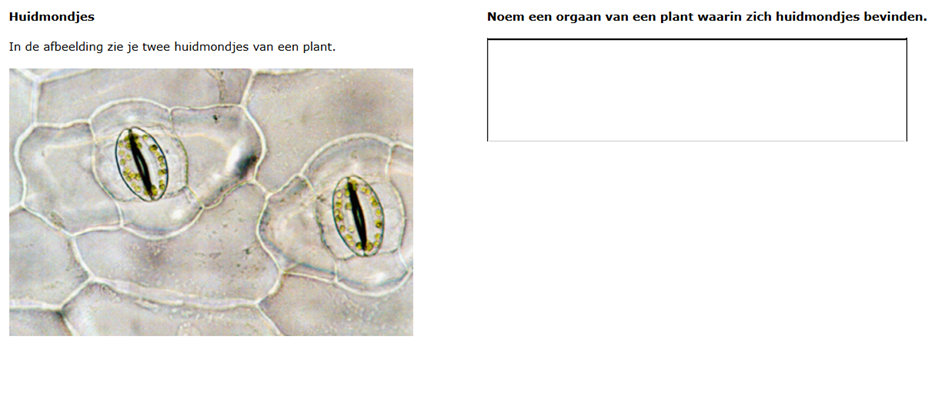 Huidmondjes
In de afbeelding zie je twee huidmondjes van een plant.
Noem een orgaan van een plant waarin zich huidmondjes bevinden.